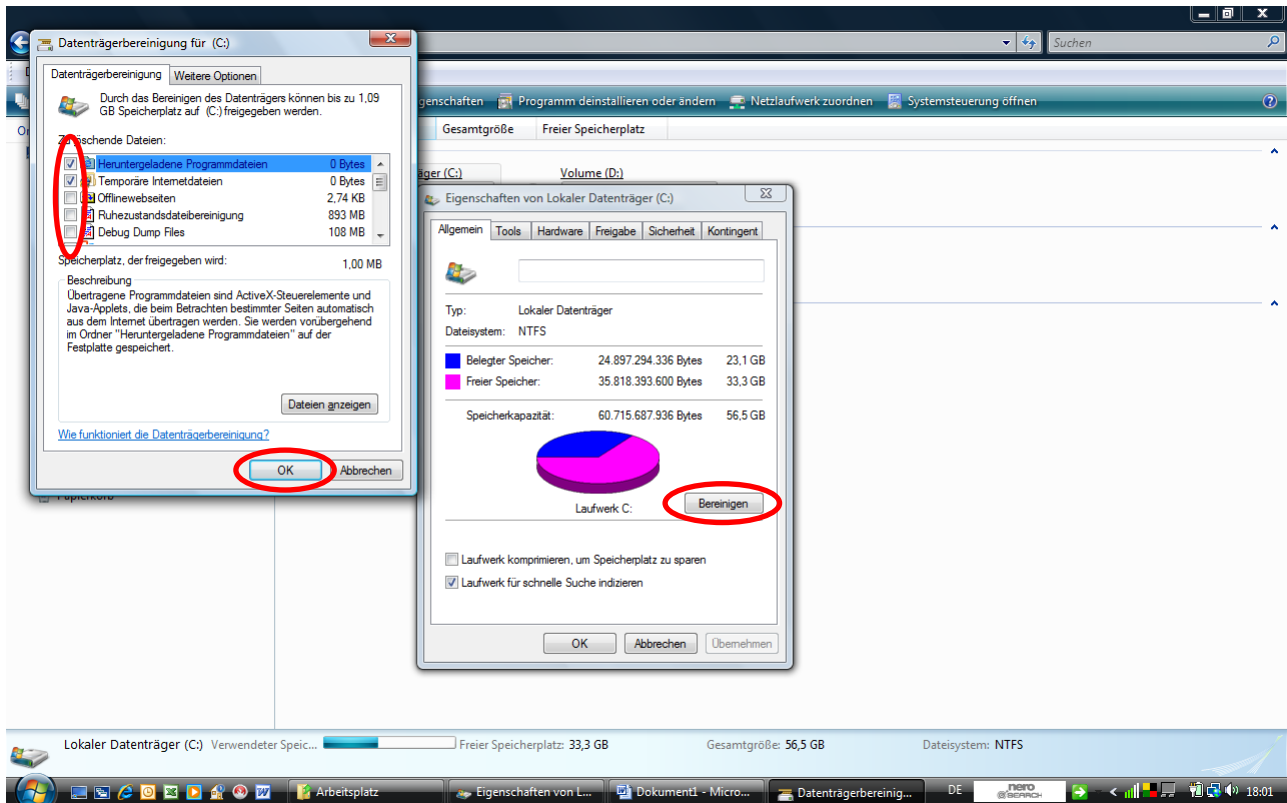 Suchen
Datenträgerbereinigung für (C:)
Datenträgerbereinigung Weitere Optionen
Durch das Bereinigen des Datenträgers können bis zu 1,09
GB Speicherplatz auf (C:) freigegeben werden.
Zu löschende Dateien:
Heruntergeladene Programmdateien 0 Bytes
Temporäre Internetdateien 0 Bytes
Offlinewebseiten 2,74 KB
Ruhezustandsdateibereinigung 893 MB
Debug Dump Files 108 MB
Speicherplatz, der freigegeben wird: 1,00 MB
Beschreibung
Übertragene Programmdateien sind ActiveX-Steuerelemente und
Java-Applets, die beim Betrachten bestimmter Seiten automatisch
aus dem Internet übertragen werden. Sie werden vorübergehend
im Ordner "Heruntergeladene Programmdateien" auf der
Festplatte gespeichert.
Dateien anzeigen
Wie funktioniert die Datenträgerbereinigung?
OK Abbrechen
Papierkorb
genschaften Programm deinstallieren oder ändern Netzlaufwerk zuordnen Systemsteuerung öffnen
Gesamtgröße Freier Speicherplatz
äger (C:) Volume (D:)
Eigenschaften von Lokaler Datenträger (C:)
Allgemein Tools Hardware Freigabe Sicherheit Kontingent
Typ: Lokaler Datenträger
Dateisystem: NTFS
Belegter Speicher: 24.897.294.336 Bytes 23,1 GB
Freier Speicher: 35.818.393.600 Bytes 33,3 GB
Speicherkapazität: 60.715.687.936 Bytes 56,5 GB
Laufwerk C: Bereinigen
Laufwerk komprimieren, um Speicherplatz zu sparen
Laufwerk für schnelle Suche indizieren
OK Abbrechen Übernehmen
Lokaler Datenträger (C:) Verwendeter Speic... Freier Speicherplatz: 33,3 GB Gesamtgröße: 56,5 GB Dateisystem: NTFS
Arbeitsplatz Eigenschaften von L... Dokument1 - Micro... Datenträgerbereinig... DE nero SEARCH 18:01